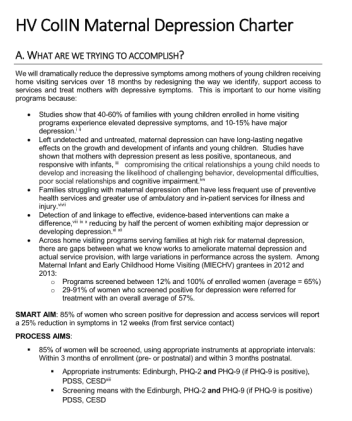 HV CoIIN Maternal Depression Charter
A. WHAT ARE WE TRYING TO ACCOMPLISH?
We will dramatically reduce the depressive symptoms among mothers of young children receiving
home visiting services over 18 months by redesigning the way we identify, support access to
services and treat mothers with depressive symptoms. This is important to our home visiting
programs because:
• Studies show that 40-60% of families with young children enrolled in home visiting
programs experience elevated depressive symptoms, and 10-15% have major
depression.i ii
• Left undetected and untreated, maternal depression can have long-lasting negative
effects on the growth and development of infants and young children. Studies have
shown that mothers with depression present as less positive, spontaneous, and
responsive with infants, iii compromising the critical relationships a young child needs to
develop and increasing the likelihood of challenging behavior, developmental difficulties,
poor social relationships and cognitive impairment.
• Families struggling with maternal depression often have less frequent use of preventive
health services and greater use of ambulatory and in-patient services for illness and
injury.
• Detection of and linkage to effective, evidence-based interventions can make a
difference, reducing by half the percent of women exhibiting major depression or
developing depression.
• Across home visiting programs serving families at high risk for maternal depression,
there are gaps between what we know works to ameliorate maternal depression and
actual service provision, with large variations in performance across the system. Among
Maternal Infant and Early Childhood Home Visiting (MIECHV) grantees in 2012 and
2013:
o Programs screened between 12% and 100% of enrolled women (average = 65%)
o 29-91% of women who screened positive for depression were referred for
treatment with an overall average of 57%.
SMART AIM: 85% of women who screen positive for depression and access services will report
a 25% reduction in symptoms in 12 weeks (from first service contact)
PROCESS AIMS:
▪ 85% of women will be screened, using appropriate instruments at appropriate intervals:
Within 3 months of enrollment (pre- or postnatal) and within 3 months postnatal.
▪ Appropriate instruments: Edinburg, PHQ-2 and PHQ-9 (if PHQ-9 is positive),
PDSS, CESD
▪ Screening means with the Edinburgh, PHQ-2 and PHQ-9 (if PHQ-9 is positive)
PDSS, CESD